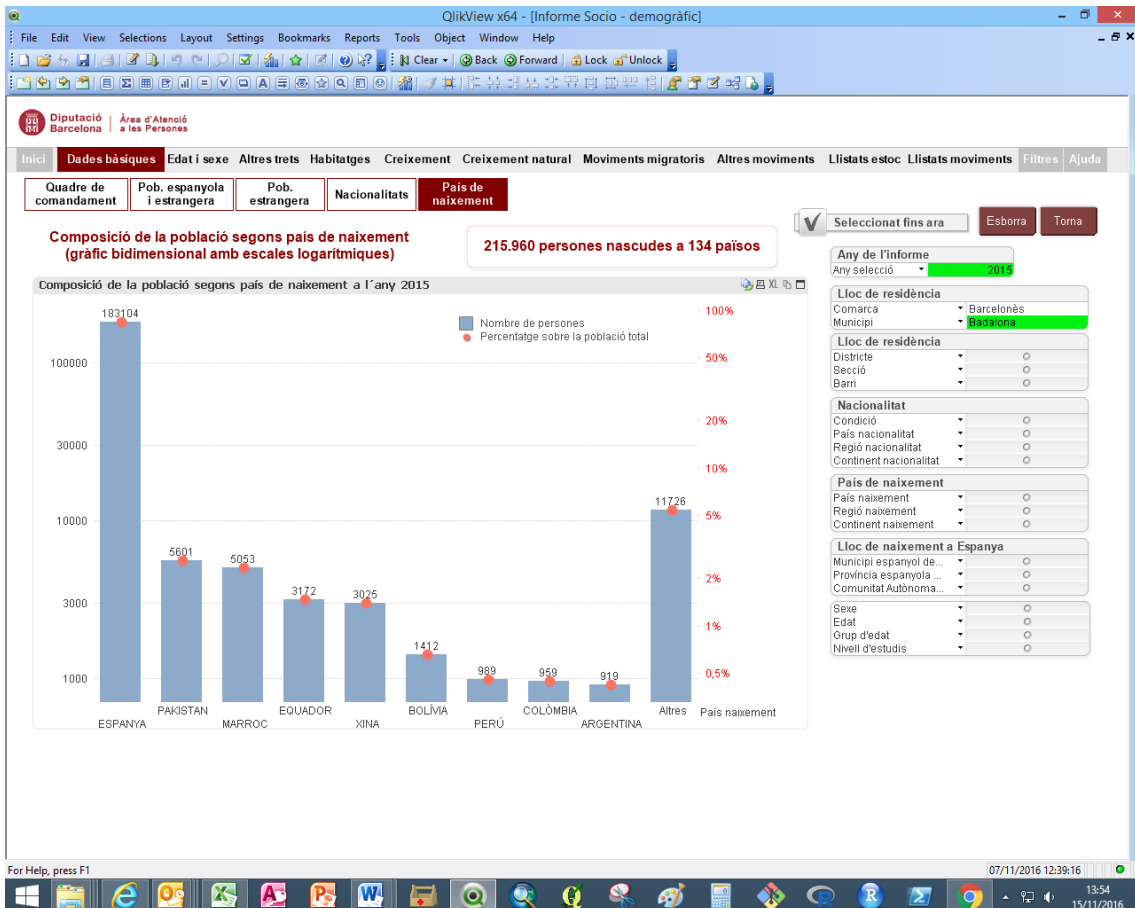 QlikView x64 - [Informe Socio - demogràfic]
File Edit View Selections Layout Settings Bookmarks Reports Tools Object Window Help
Clear Back Forward Lock Unlock
Diputació Barcelona
Àrea d'Atenció a les Persones
Inici Dades bàsiques Edat i sexe Altres trets Habitatges Creixement Creixement natural Moviments migratoris Altres moviments Llistats estoc Llistats moviments Filtres Ajuda
Quadre de comandament
Pob. espanyola i estrangera
Pob. estrangera
Nacionalitats
País de naixement
Seleccionat fins ara
Esborra
Torna
Composició de la població segons país de naixement
(gràfic bidimensional amb escales logarítmiques)
215.960 persones nascudes a 134 països
Composició de la població segons país de naixement a l´any 2015
XL
183104
Nombre de persones
Percentatge sobre la població total
100%
100000
50%
20%
30000
10%
11726
10000
5%
5601
5053
2%
3172
3025
3000
1%
1412
989
959
919
0,5%
1000
ESPANYA
PAKISTAN
MARROC
EQUADOR
XINA
BOLÍVIA
PERÚ
COLÒMBIA
ARGENTINA
Altres
País naixement
Any de l'informe
Any selecció 2015
Lloc de residència
Comarca Barcelonès
Municipi Badalona
Lloc de residència
Districte
Secció
Barri
Nacionalitat
Condició
País nacionalitat
Regió nacionalitat
Continent nacionalitat
País de naixement
País naixement
Regió naixement
Continent naixement
Lloc de naixement a Espanya
Municipi espanyol de...
Província espanyola ...
Comunitat Autònoma...
Sexe
Edat
Grup d'edat
Nivell d'estudis
For Help, press F1
07/11/2016 12:39:16
13:54
15/11/2016